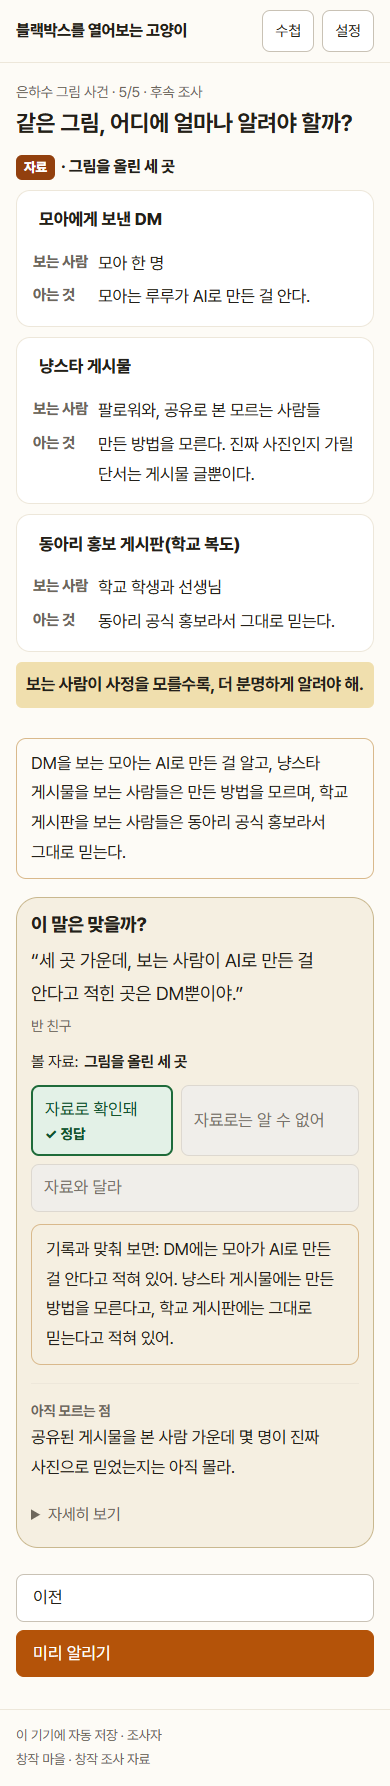 블랙박스를 열어보는 고양이
수첩
설정
은하수 그림 사건 · 5/5 · 후속 조사
같은 그림, 어디에 얼마나 알려야 할까?
자료 · 그림을 올린 세 곳
모아에게 보낸 DM
보는 사람 모아 한 명
아는 것 모아는 루루가 AI로 만든 걸 안다.
냥스타 게시물
보는 사람 팔로워와, 공유로 본 모르는 사람들
아는 것 만든 방법을 모른다. 진짜 사진인지 가릴
단서는 게시물 글뿐이다.
동아리 홍보 게시판(학교 복도)
보는 사람 학교 학생과 선생님
아는 것 동아리 공식 홍보라서 그대로 믿는다.
보는 사람이 사정을 모를수록, 더 분명하게 알려야 해.
DM을 보는 모아는 AI로 만든 걸 알고, 냥스타
게시물을 보는 사람들은 만든 방법을 모르며, 학교
게시판을 보는 사람들은 동아리 공식 홍보라서
그대로 믿는다.
이 말은 맞을까?
“세 곳 가운데, 보는 사람이 AI로 만든 걸
안다고 적힌 곳은 DM뿐이야.”
반 친구
볼 자료: 그림을 올린 세 곳
자료로 확인돼
✓ 정답
자료로는 알 수 없어
자료와 달라
기록과 맞춰 보면: DM에는 모아가 AI로 만든
걸 안다고 적혀 있어. 냥스타 게시물에는 만든
방법을 모른다고, 학교 게시판에는 그대로
믿는다고 적혀 있어.
아직 모르는 점
공유된 게시물을 본 사람 가운데 몇 명이 진짜
사진으로 믿었는지는 아직 몰라.
▶ 자세히 보기
이전
미리 알리기
이 기기에 자동 저장 · 조사자
창작 마을 · 창작 조사 자료